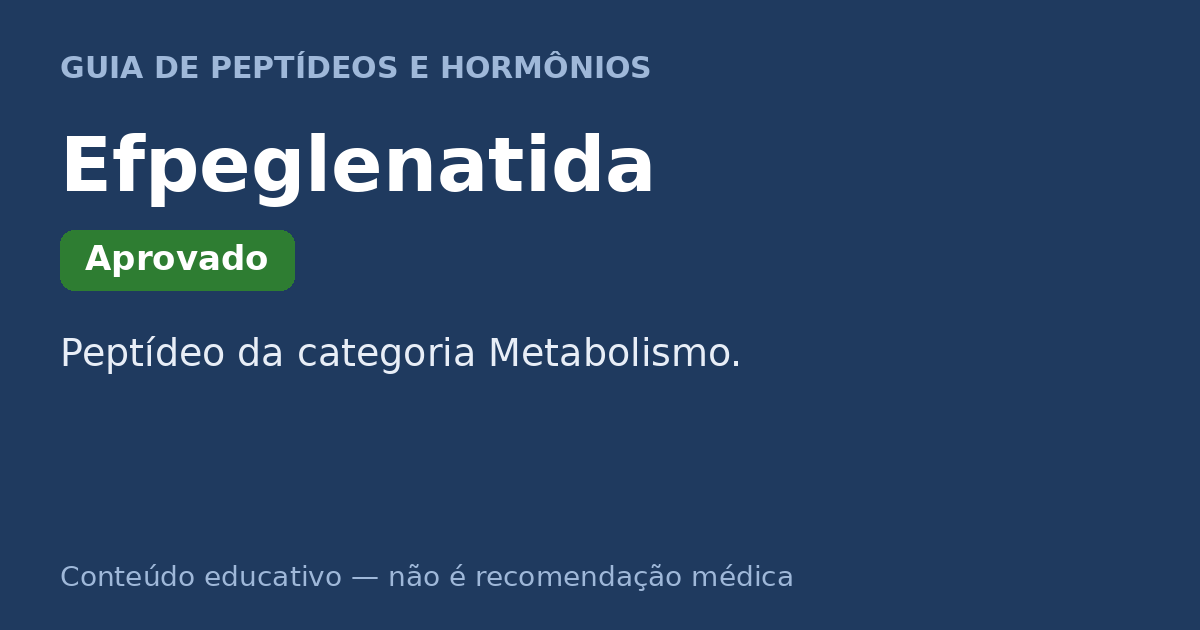 GUIA DE PEPTÍDEOS E HORMÔNIOS
Efpeglenatida
Aprovado
Peptídeo da categoria Metabolismo.
Conteúdo educativo — não é recomendação médica